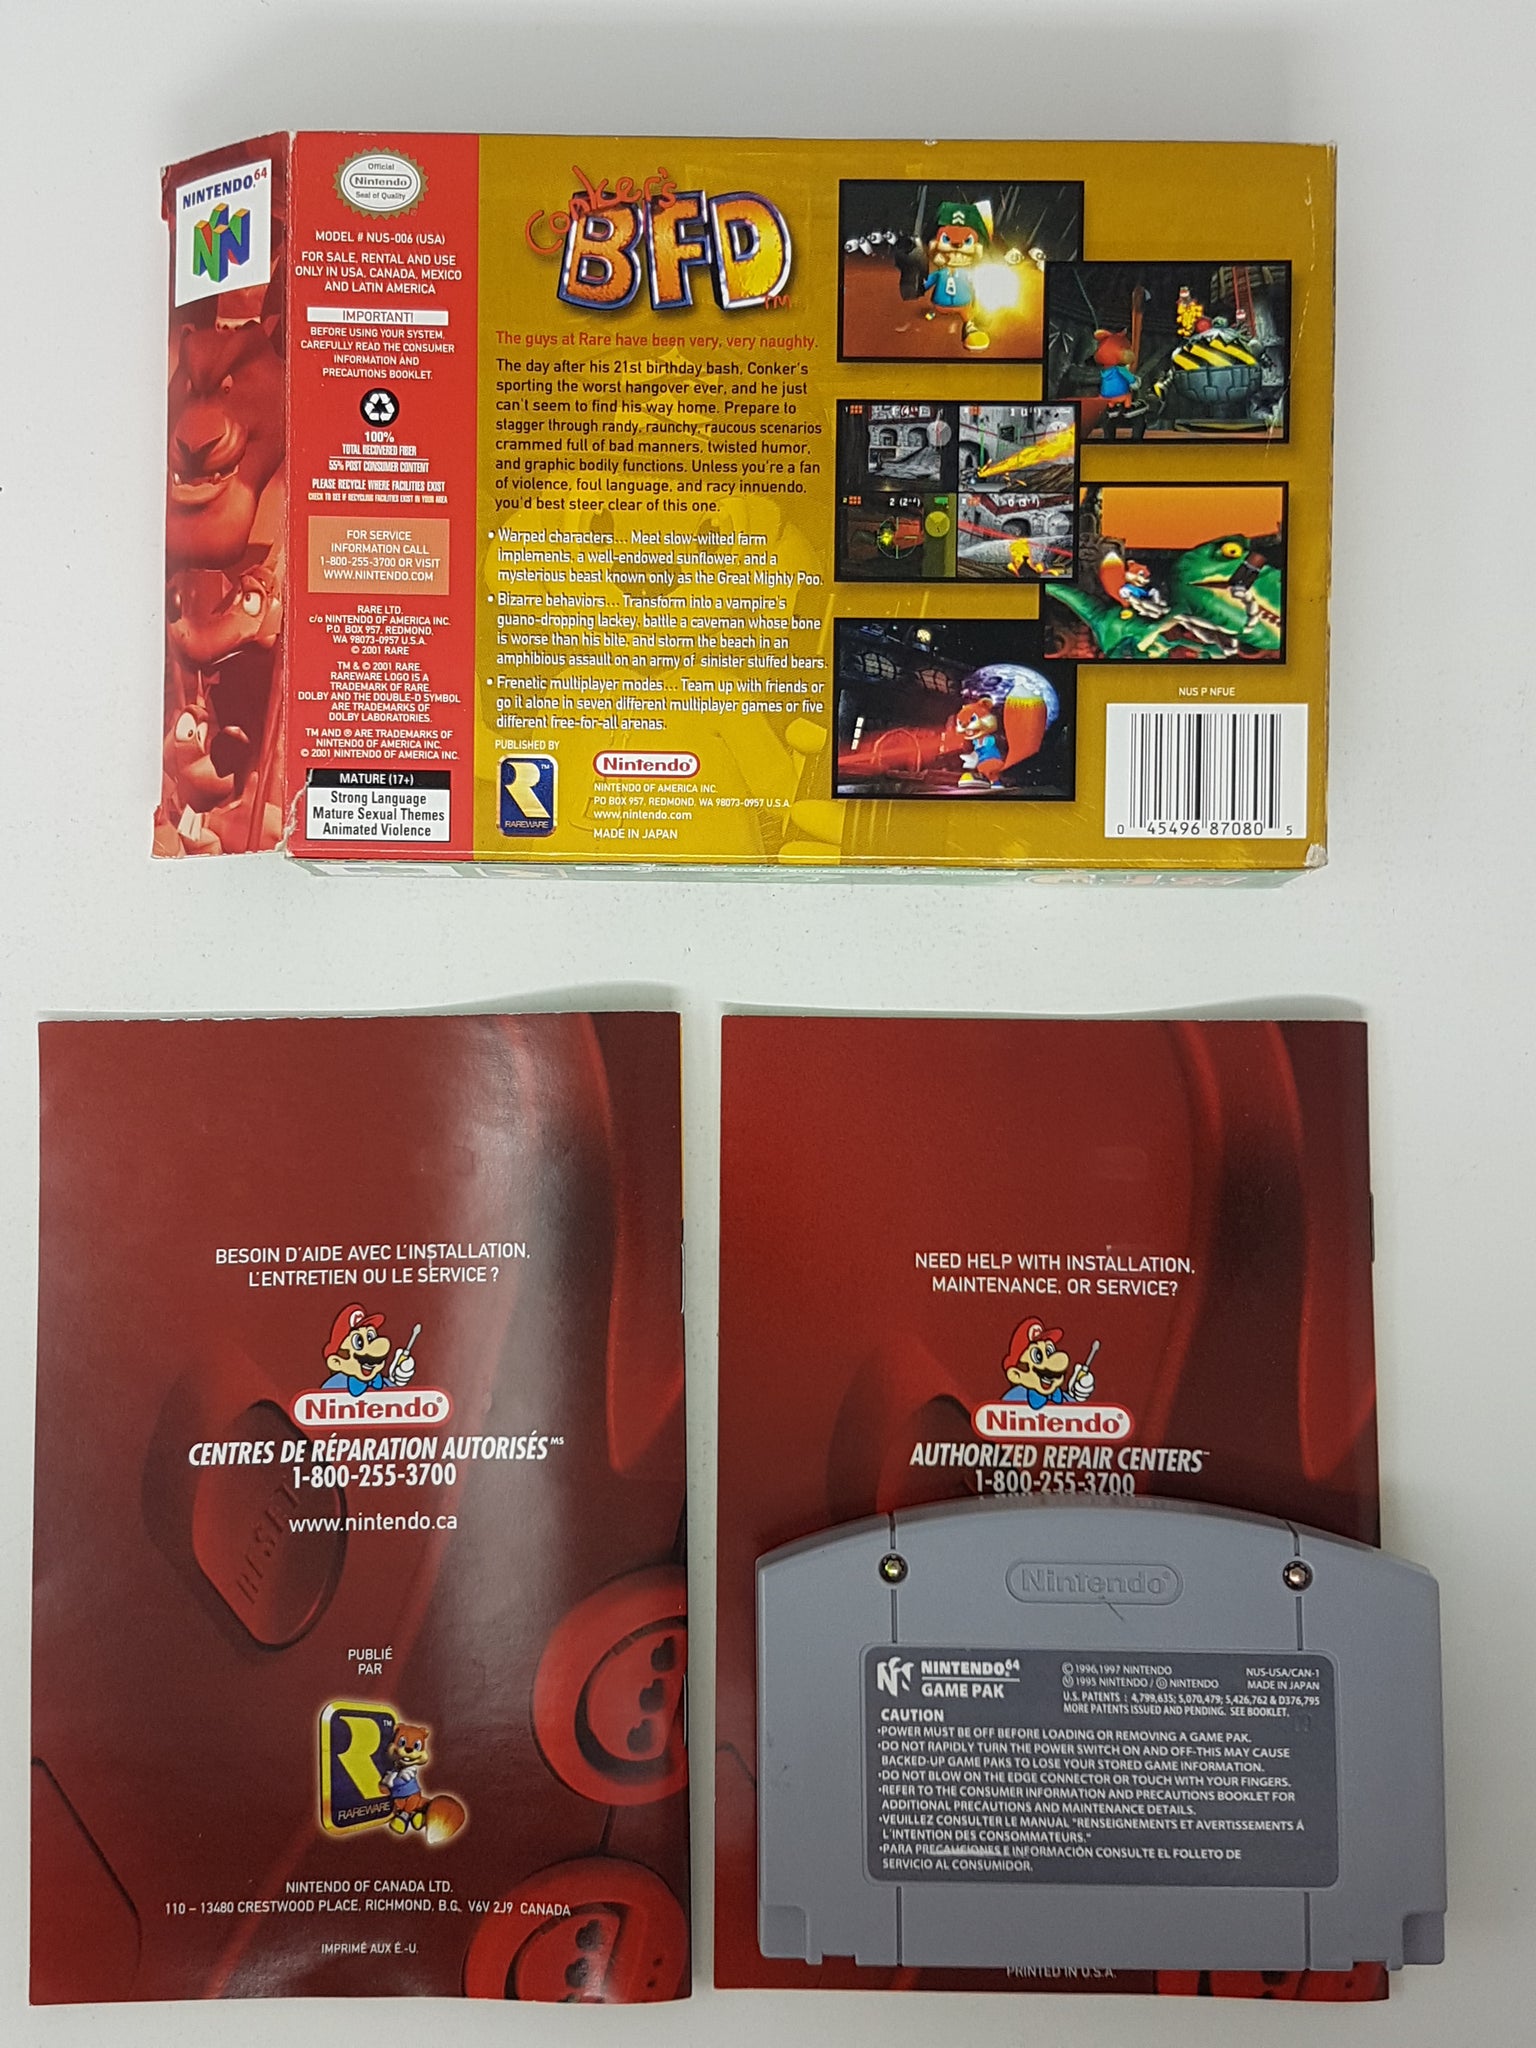 NINTENDO.64
Official
Nintendo
Seal of Quality
MODEL # NUS-006 (USA)
FOR SALE, RENTAL AND USE
ONLY IN USA, CANADA, MEXICO
AND LATIN AMERICA
IMPORTANT!
BEFORE USING YOUR SYSTEM,
CAREFULLY READ THE CONSUMER
INFORMATION AND
PRECAUTIONS BOOKLET.
100%
TOTAL RECOVERED FIBER
55% POST CONSUMER CONTENT
PLEASE RECYCLE WHERE FACILITIES EXIST
CHECK TO SEE IF RECYCLING FACILITIES EXIST IN YOUR AREA
FOR SERVICE
INFORMATION CALL
1-800-255-3700 OR VISIT
WWW.NINTENDO.COM
RARE LTD.
c/o NINTENDO OF AMERICA INC.
P.O. BOX 957, REDMOND,
WA 98073-0957 U.S.A.
© 2001 RARE
TM & © 2001 RARE.
RAREWARE LOGO IS A
TRADEMARK OF RARE.
DOLBY AND THE DOUBLE-D SYMBOL
ARE TRADEMARKS OF
DOLBY LABORATORIES.
TM AND ® ARE TRADEMARKS OF
NINTENDO OF AMERICA INC.
© 2001 NINTENDO OF AMERICA INC.
MATURE (17+)
Strong Language
Mature Sexual Themes
Animated Violence
Conker's
BFD TM
The guys at Rare have been very, very naughty.
The day after his 21st birthday bash, Conker's
sporting the worst hangover ever, and he just
can't seem to find his way home. Prepare to
stagger through randy, raunchy, raucous scenarios
crammed full of bad manners, twisted humor,
and graphic bodily functions. Unless you're a fan
of violence, foul language, and racy innuendo,
you'd best steer clear of this one.
• Warped characters... Meet slow-witted farm
implements, a well-endowed sunflower, and a
mysterious beast known only as the Great Mighty Poo.
• Bizarre behaviors... Transform into a vampire's
guano-dropping lackey, battle a caveman whose bone
is worse than his bite, and storm the beach in an
amphibious assault on an army of sinister stuffed bears.
• Frenetic multiplayer modes... Team up with friends or
go it alone in seven different multiplayer games or five
different free-for-all arenas.
PUBLISHED BY
RAREWARE
Nintendo®
NINTENDO OF AMERICA INC.
PO BOX 957, REDMOND, WA 98073-0957 U.S.A.
www.nintendo.com
MADE IN JAPAN
NUS P NFUE
0 45496 87080 5
BESOIN D'AIDE AVEC L'INSTALLATION,
L'ENTRETIEN OU LE SERVICE ?
Nintendo®
CENTRES DE RÉPARATION AUTORISÉS MS
1-800-255-3700
www.nintendo.ca
RESET
PUBLIÉ
PAR
RAREWARE
NINTENDO OF CANADA LTD.
110 – 13480 CRESTWOOD PLACE, RICHMOND, B.C., V6V 2J9 CANADA
IMPRIMÉ AUX É.-U.
NEED HELP WITH INSTALLATION,
MAINTENANCE, OR SERVICE?
Nintendo®
AUTHORIZED REPAIR CENTERS℠
1-800-255-3700
Nintendo®
NINTENDO.64
GAME PAK
© 1996,1997 NINTENDO
Ⓜ 1995 NINTENDO / Ⓓ NINTENDO
NUS-USA/CAN-1
MADE IN JAPAN
U.S. PATENTS : 4,799,635; 5,070,479; 5,426,762 & D376,795
MORE PATENTS ISSUED AND PENDING. SEE BOOKLET.
CAUTION
•POWER MUST BE OFF BEFORE LOADING OR REMOVING A GAME PAK.
•DO NOT RAPIDLY TURN THE POWER SWITCH ON AND OFF-THIS MAY CAUSE
BACKED-UP GAME PAKS TO LOSE YOUR STORED GAME INFORMATION.
•DO NOT BLOW ON THE EDGE CONNECTOR OR TOUCH WITH YOUR FINGERS.
•REFER TO THE CONSUMER INFORMATION AND PRECAUTIONS BOOKLET FOR
ADDITIONAL PRECAUTIONS AND MAINTENANCE DETAILS.
•VEUILLEZ CONSULTER LE MANUAL "RENSEIGNEMENTS ET AVERTISSEMENTS Á
L'INTENTION DES CONSOMMATEURS."
•PARA PRECAUCIONES E INFORMACIÓN CONSULTE EL FOLLETO DE
SERVICIO AL CONSUMIDOR.
PRINTED IN U.S.A.